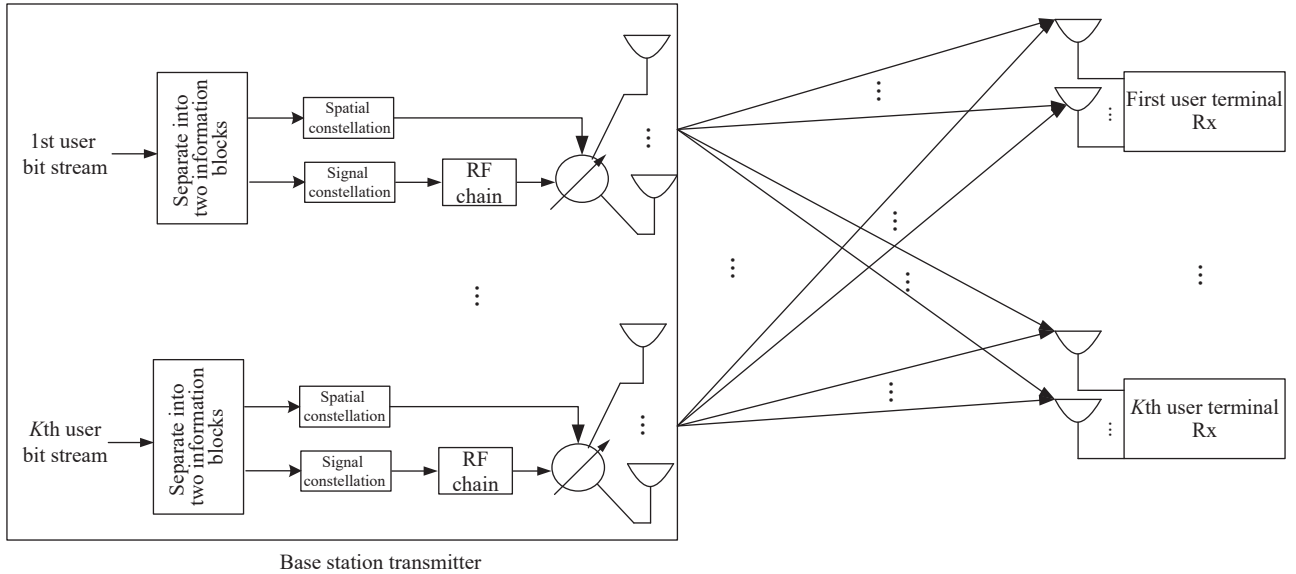 1st user
bit stream
Separate into
two information
blocks
Spatial
constellation
Signal
constellation
RF
chain
...
...
First user terminal
Rx
...
...
...
...
...
...
...
Kth user
bit stream
Separate into
two information
blocks
Spatial
constellation
Signal
constellation
RF
chain
...
...
Kth user terminal
Rx
...
Base station transmitter